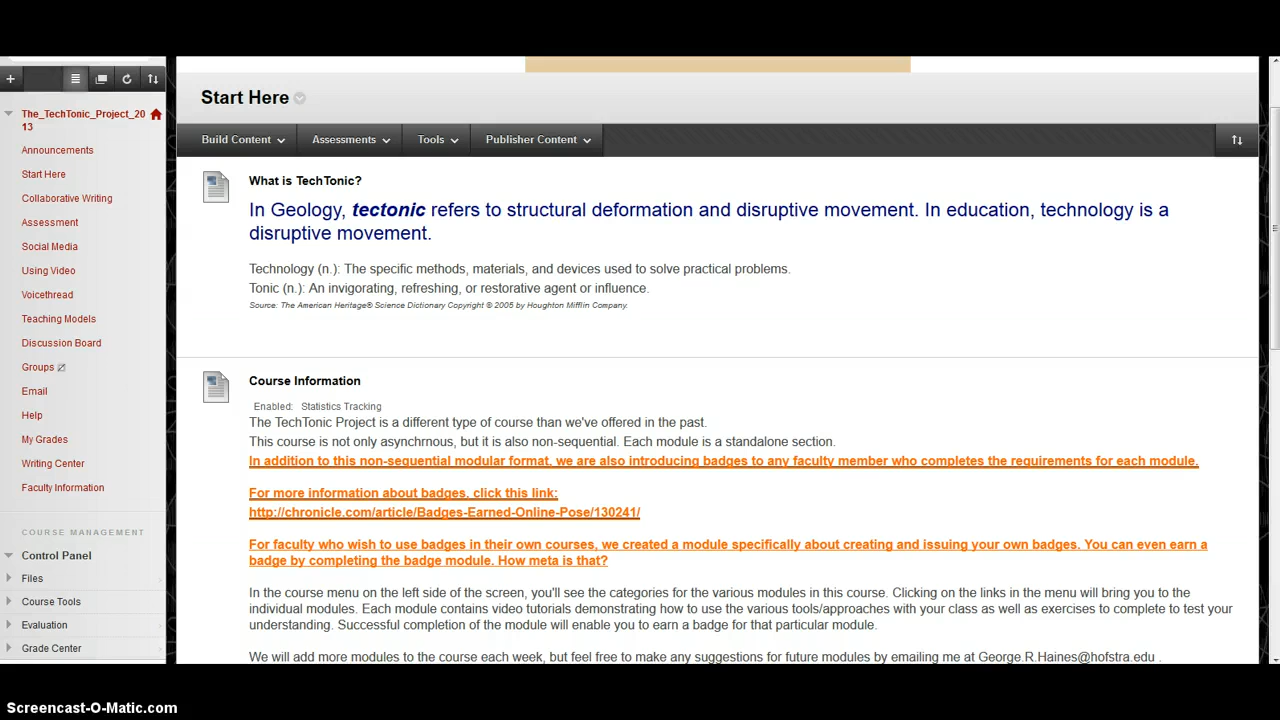 Start Here
Build Content
Assessments
Tools
Publisher Content
The_TechTonic_Project_20
13
Announcements
Start Here
Collaborative Writing
Assessment
Social Media
Using Video
Voicethread
Teaching Models
Discussion Board
Groups
Email
Help
My Grades
Writing Center
Faculty Information
COURSE MANAGEMENT
Control Panel
Files
Course Tools
Evaluation
Grade Center
What is TechTonic?
In Geology, tectonic refers to structural deformation and disruptive movement. In education, technology is a
disruptive movement.
Technology (n.): The specific methods, materials, and devices used to solve practical problems.
Tonic (n.): An invigorating, refreshing, or restorative agent or influence.
Source: The American Heritage® Science Dictionary Copyright © 2005 by Houghton Mifflin Company.
Course Information
Enabled: Statistics Tracking
The TechTonic Project is a different type of course than we've offered in the past.
This course is not only asynchrnous, but it is also non-sequential. Each module is a standalone section.
In addition to this non-sequential modular format, we are also introducing badges to any faculty member who completes the requirements for each module.
For more information about badges, click this link:
http://chronicle.com/article/Badges-Earned-Online-Pose/130241/
For faculty who wish to use badges in their own courses, we created a module specifically about creating and issuing your own badges. You can even earn a
badge by completing the badge module. How meta is that?
In the course menu on the left side of the screen, you'll see the categories for the various modules in this course. Clicking on the links in the menu will bring you to the
individual modules. Each module contains video tutorials demonstrating how to use the various tools/approaches with your class as well as exercises to complete to test your
understanding. Successful completion of the module will enable you to earn a badge for that particular module.
We will add more modules to the course each week, but feel free to make any suggestions for future modules by emailing me at George.R.Haines@hofstra.edu .
Screencast-O-Matic.com